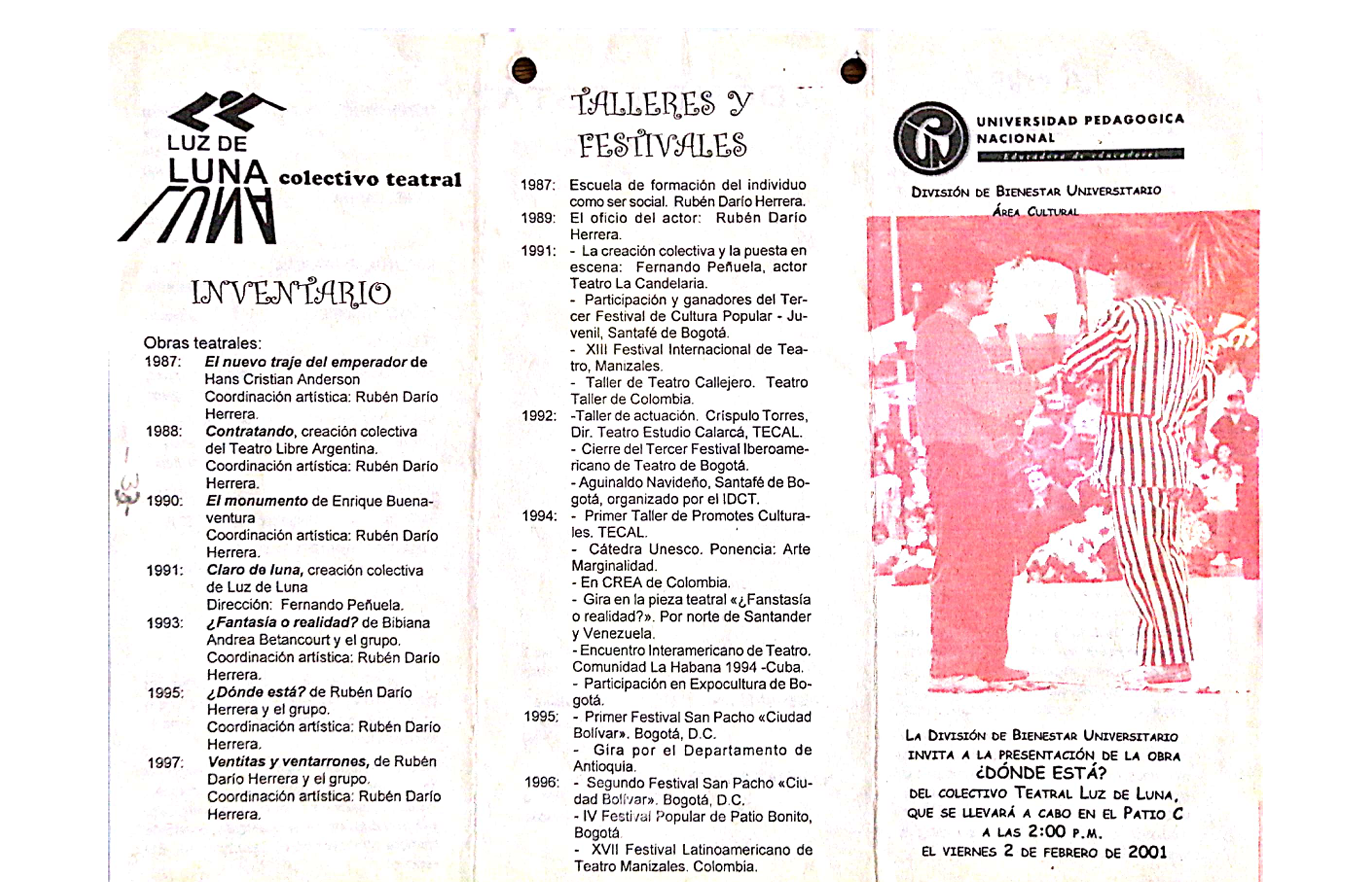 LUZ DE
LUNA colectivo teatral
LUNA
INVENTARIO
Obras teatrales:
1987: El nuevo traje del emperador de
Hans Cristian Anderson
Coordinación artística: Rubén Darío
Herrera.
1988: Contratando, creación colectiva
del Teatro Libre Argentina.
Coordinación artística: Rubén Darío
Herrera.
1990: El monumento de Enrique Buena-
ventura
Coordinación artística: Rubén Darío
Herrera.
1991: Claro de luna, creación colectiva
de Luz de Luna
Dirección: Fernando Peñuela.
1993: ¿Fantasía o realidad? de Bibiana
Andrea Betancourt y el grupo.
Coordinación artística: Rubén Darío
Herrera.
1995: ¿Dónde está? de Rubén Darío
Herrera y el grupo.
Coordinación artística: Rubén Darío
Herrera.
1997: Ventitas y ventarrones, de Rubén
Darío Herrera y el grupo.
Coordinación artística: Rubén Darío
Herrera.
TALLERES Y
FESTIVALES
1987: Escuela de formación del individuo
como ser social. Rubén Darío Herrera.
1989: El oficio del actor: Rubén Darío
Herrera.
1991: - La creación colectiva y la puesta en
escena: Fernando Peñuela, actor
Teatro La Candelaria.
- Participación y ganadores del Ter-
cer Festival de Cultura Popular - Ju-
venil, Santafé de Bogotá.
- XIII Festival Internacional de Tea-
tro, Manizales.
- Taller de Teatro Callejero. Teatro
Taller de Colombia.
1992: -Taller de actuación. Críspulo Torres,
Dir. Teatro Estudio Calarcá, TECAL.
- Cierre del Tercer Festival Iberoame-
ricano de Teatro de Bogotá.
- Aguinaldo Navideño, Santafé de Bo-
gotá, organizado por el IDCT.
1994: - Primer Taller de Promotes Cultura-
les. TECAL.
- Cátedra Unesco. Ponencia: Arte
Marginalidad.
- En CREA de Colombia.
- Gira en la pieza teatral «¿Fanstasía
o realidad?». Por norte de Santander
y Venezuela.
- Encuentro Interamericano de Teatro.
Comunidad La Habana 1994 -Cuba.
- Participación en Expocultura de Bo-
gotá.
1995: - Primer Festival San Pacho «Ciudad
Bolívar». Bogotá, D.C.
- Gira por el Departamento de
Antioquia.
1996: - Segundo Festival San Pacho «Ciu-
dad Bolívar». Bogotá, D.C.
- IV Festival Popular de Patio Bonito,
Bogotá
- XVII Festival Latinoamericano de
Teatro Manizales. Colombia.
UNIVERSIDAD PEDAGOGICA
NACIONAL
Educadora de educadores
DIVISIÓN DE BIENESTAR UNIVERSITARIO
ÁREA CULTURAL
LA DIVISIÓN DE BIENESTAR UNIVERSITARIO
INVITA A LA PRESENTACIÓN DE LA OBRA
¿DÓNDE ESTÁ?
DEL COLECTIVO TEATRAL LUZ DE LUNA,
QUE SE LLEVARÁ A CABO EN EL PATIO C
A LAS 2:00 P.M.
EL VIERNES 2 DE FEBRERO DE 2001